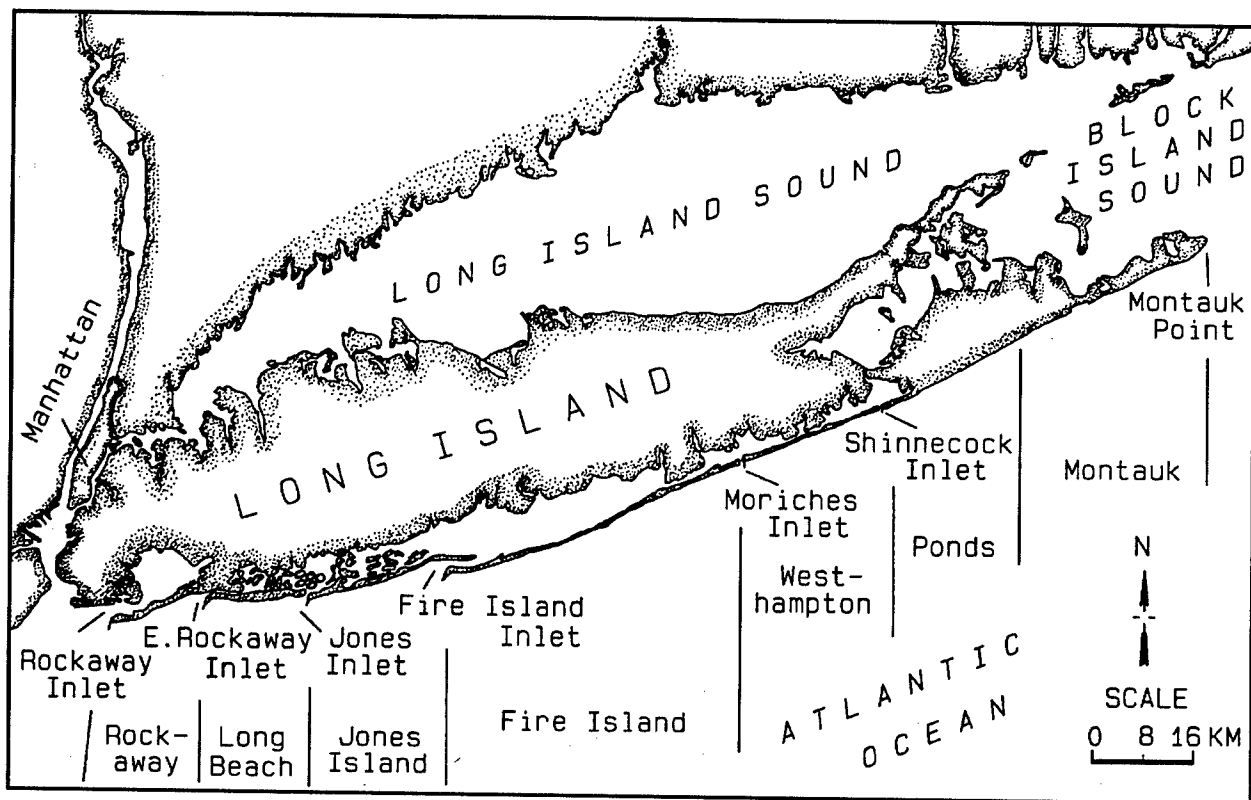 BLOCK
ISLAND
SOUND
LONG ISLAND SOUND
Manhattan
LONG ISLAND
Montauk
Point
Shinnecock
Inlet
Montauk
Moriches
Inlet
Ponds
N
West-
hampton
Fire Island
Inlet
E.Rockaway
Inlet
Jones
Inlet
Rockaway
Inlet
ATLANTIC
OCEAN
SCALE
0 8 16 KM
Rock-
away
Long
Beach
Jones
Island
Fire Island